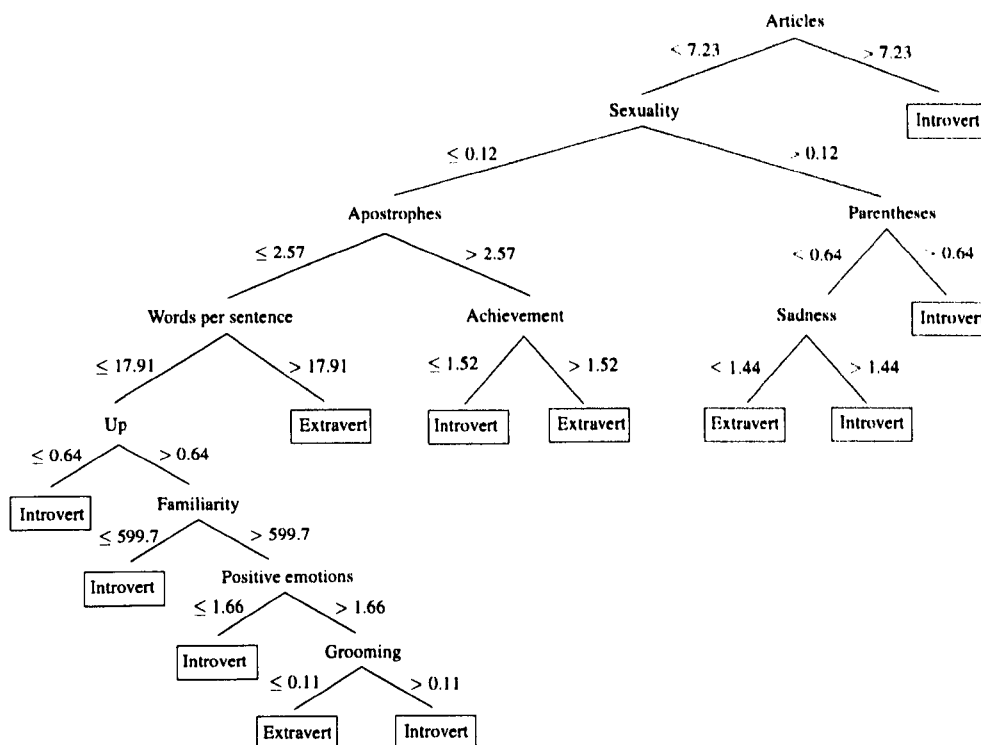 Articles
≤ 7.23 > 7.23
Sexuality Introvert
≤ 0.12 > 0.12
Apostrophes Parentheses
≤ 2.57 > 2.57 ≤ 0.64 > 0.64
Words per sentence Achievement Sadness Introvert
≤ 17.91 > 17.91 ≤ 1.52 > 1.52 < 1.44 > 1.44
Extravert Introvert Extravert Extravert Introvert
Up
≤ 0.64 > 0.64
Introvert Familiarity
≤ 599.7 > 599.7
Introvert Positive emotions
≤ 1.66 > 1.66
Introvert Grooming
≤ 0.11 > 0.11
Extravert Introvert